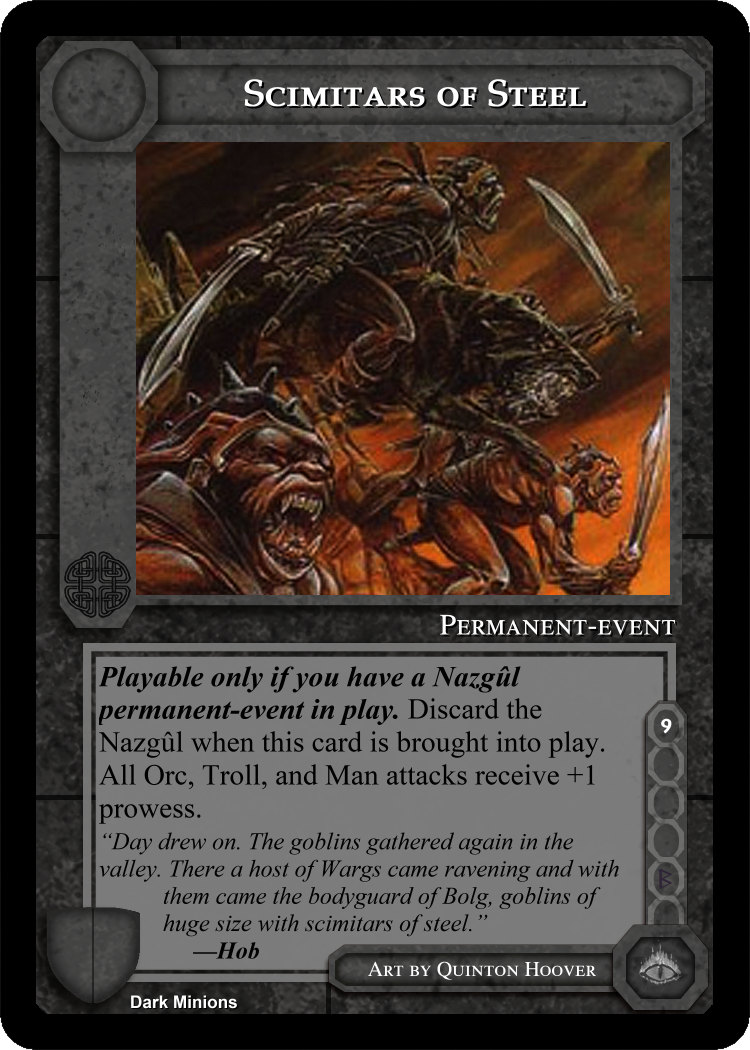 Scimitars of Steel
Permanent-event
Playable only if you have a Nazgûl
permanent-event in play. Discard the
Nazgûl when this card is brought into play.
All Orc, Troll, and Man attacks receive +1
prowess.
9
“Day drew on. The goblins gathered again in the
valley. There a host of Wargs came ravening and with
them came the bodyguard of Bolg, goblins of
huge size with scimitars of steel.”
—Hob
B
Art by Quinton Hoover
Dark Minions